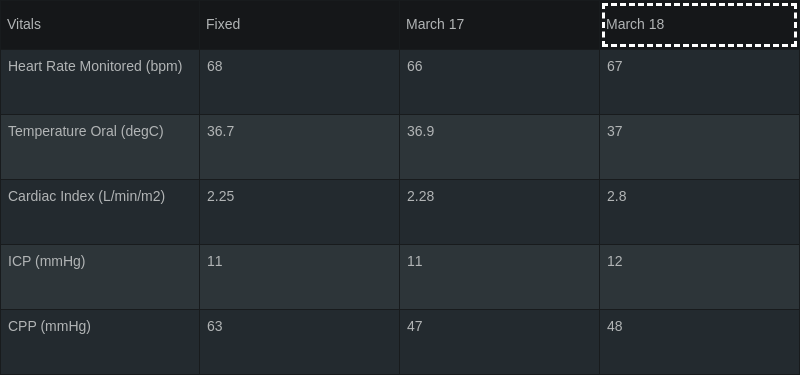 Vitals Fixed March 17 March 18
Heart Rate Monitored (bpm) 68 66 67
Temperature Oral (degC) 36.7 36.9 37
Cardiac Index (L/min/m2) 2.25 2.28 2.8
ICP (mmHg) 11 11 12
CPP (mmHg) 63 47 48